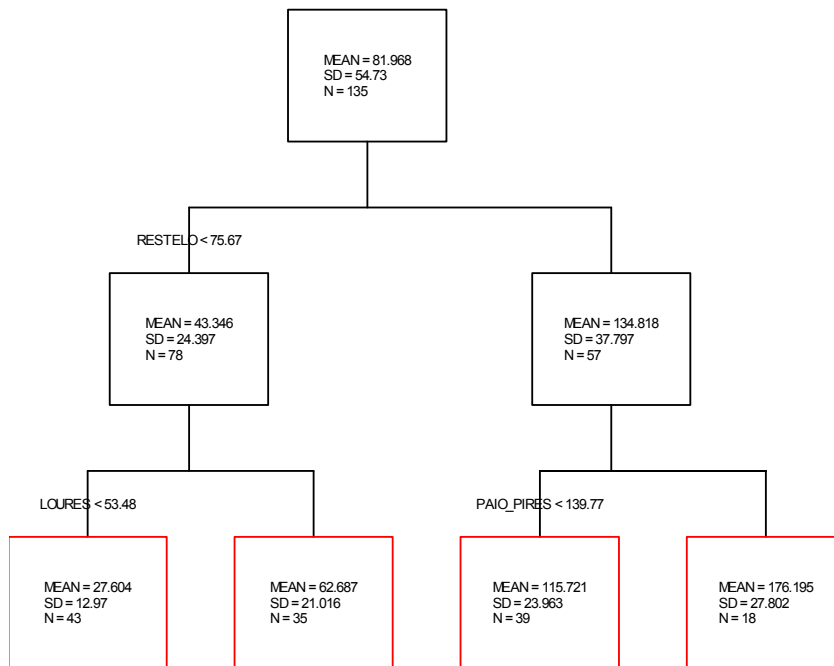 MEAN = 81.968
SD = 54.73
N = 135
RESTELO < 75.67
MEAN = 43.346
SD = 24.397
N = 78
MEAN = 134.818
SD = 37.797
N = 57
LOURES < 53.48
PAIO_PIRES < 139.77
MEAN = 27.604
SD = 12.97
N = 43
MEAN = 62.687
SD = 21.016
N = 35
MEAN = 115.721
SD = 23.963
N = 39
MEAN = 176.195
SD = 27.802
N = 18